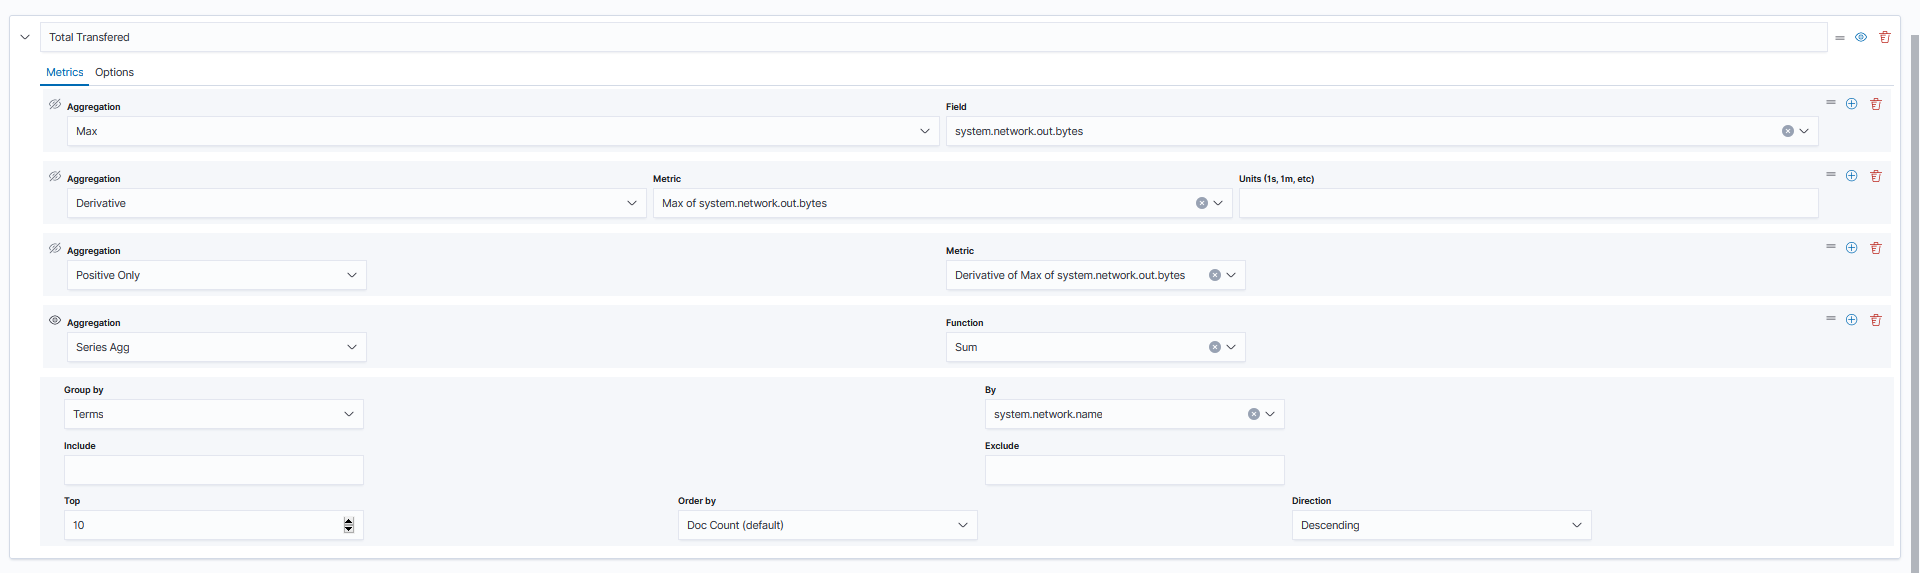 Total Transfered
Metrics Options
Aggregation Field
Max system.network.out.bytes
Aggregation Metric Units (1s, 1m, etc)
Derivative Max of system.network.out.bytes
Aggregation Metric
Positive Only Derivative of Max of system.network.out.bytes
Aggregation Function
Series Agg Sum
Group by By
Terms system.network.name
Include Exclude
Top Order by Direction
10 Doc Count (default) Descending